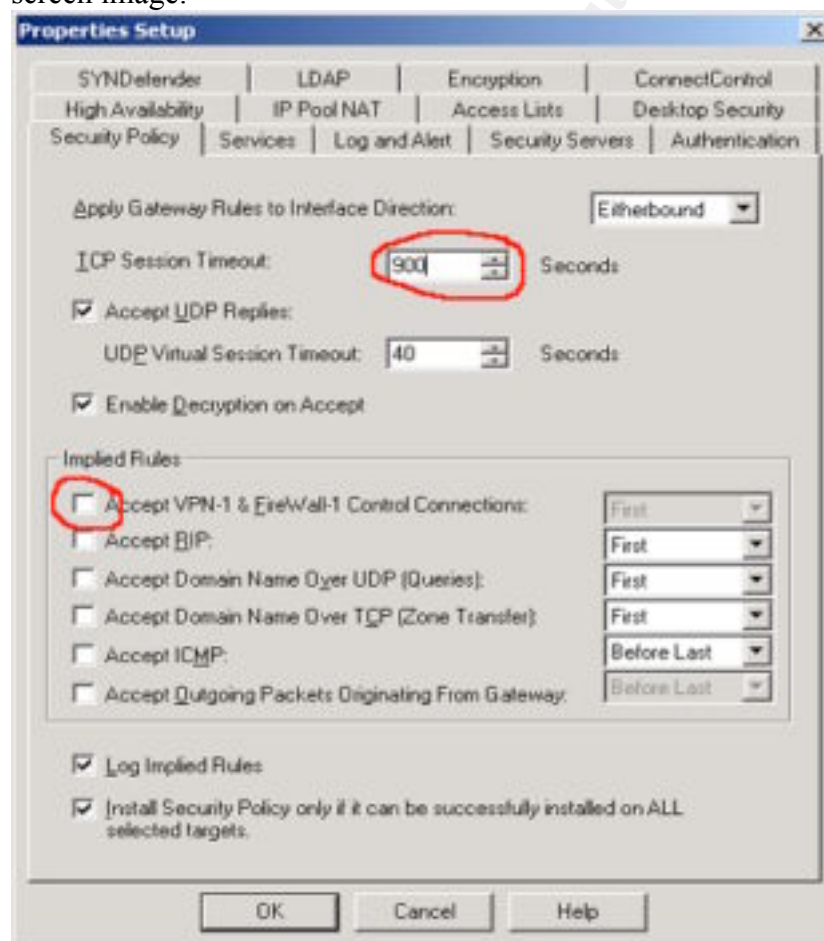 screen image.
Properties Setup
SYNDefender LDAP Encryption ConnectControl
High Availability IP Pool NAT Access Lists Desktop Security
Security Policy Services Log and Alert Security Servers Authentication
Apply Gateway Rules to Interface Direction: Eitherbound
TCP Session Timeout: 900 Seconds
Accept UDP Replies:
UDP Virtual Session Timeout: 40 Seconds
Enable Decryption on Accept
Implied Rules
Accept VPN-1 & FireWall-1 Control Connections: First
Accept RIP: First
Accept Domain Name Over UDP (Queries): First
Accept Domain Name Over TCP (Zone Transfer): First
Accept ICMP: Before Last
Accept Outgoing Packets Originating From Gateway: Before Last
Log Implied Rules
Install Security Policy only if it can be successfully installed on ALL
selected targets.
OK Cancel Help